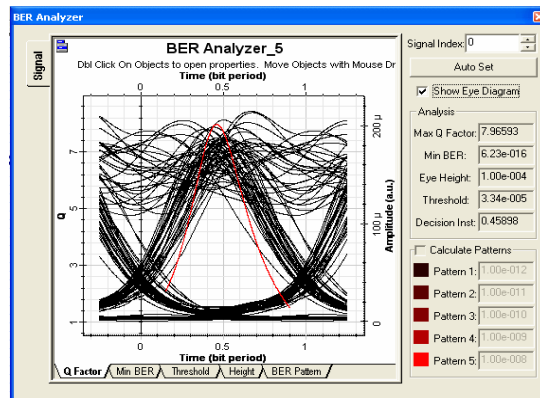 BER Analyzer
Signal
BER Analyzer_5
Dbl Click On Objects to open properties. Move Objects with Mouse Dr
Time (bit period)
0 0.5 1
Q
7
5
3
1
200 µ
100 µ
0
Amplitude (a.u.)
0 0.5 1
Time (bit period)
Q Factor Min BER Threshold Height BER Pattern
Signal Index: 0
Auto Set
Show Eye Diagram
Analysis
Max Q Factor: 7.96593
Min BER: 6.23e-016
Eye Height: 1.00e-004
Threshold: 3.34e-005
Decision Inst: 0.45898
Calculate Patterns
Pattern 1: 1.00e-012
Pattern 2: 1.00e-011
Pattern 3: 1.00e-010
Pattern 4: 1.00e-009
Pattern 5: 1.00e-008